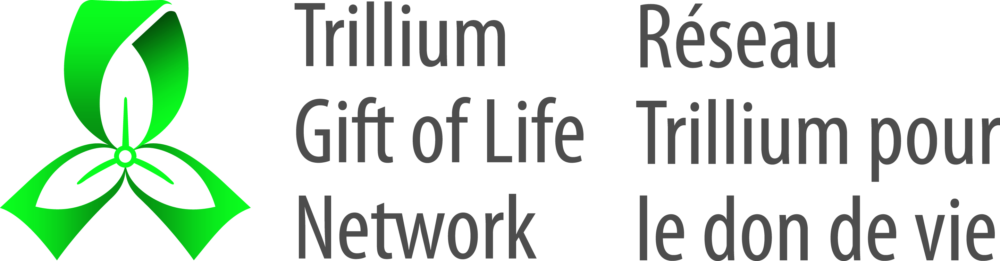 Trillium
Gift of Life
Network
Réseau
Trillium pour
le don de vie